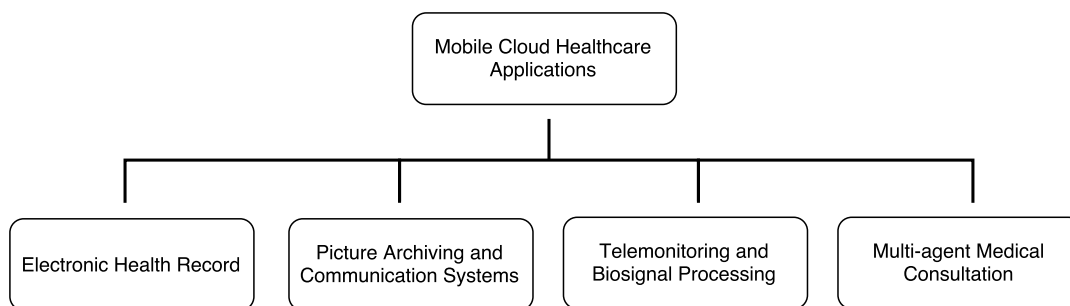 Mobile Cloud Healthcare
Applications
Electronic Health Record
Picture Archiving and
Communication Systems
Telemonitoring and
Biosignal Processing
Multi-agent Medical
Consultation